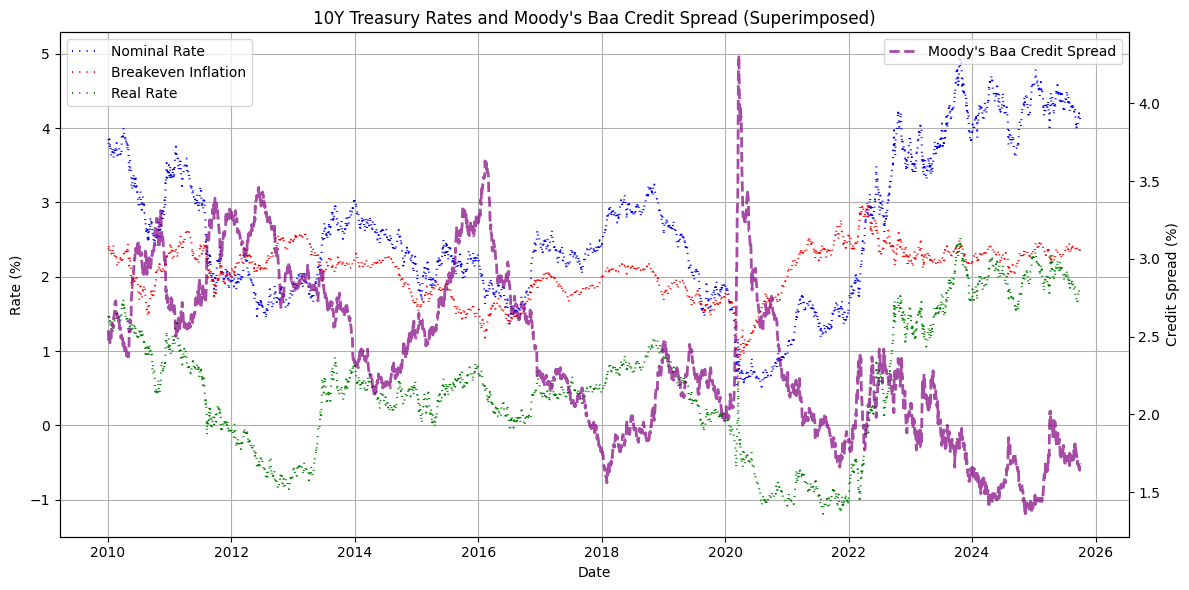 10Y Treasury Rates and Moody's Baa Credit Spread (Superimposed)
Nominal Rate
Breakeven Inflation
Real Rate
Moody's Baa Credit Spread
Rate (%)
5
4
3
2
1
0
−1
Credit Spread (%)
4.0
3.5
3.0
2.5
2.0
1.5
2010 2012 2014 2016 2018 2020 2022 2024 2026
Date